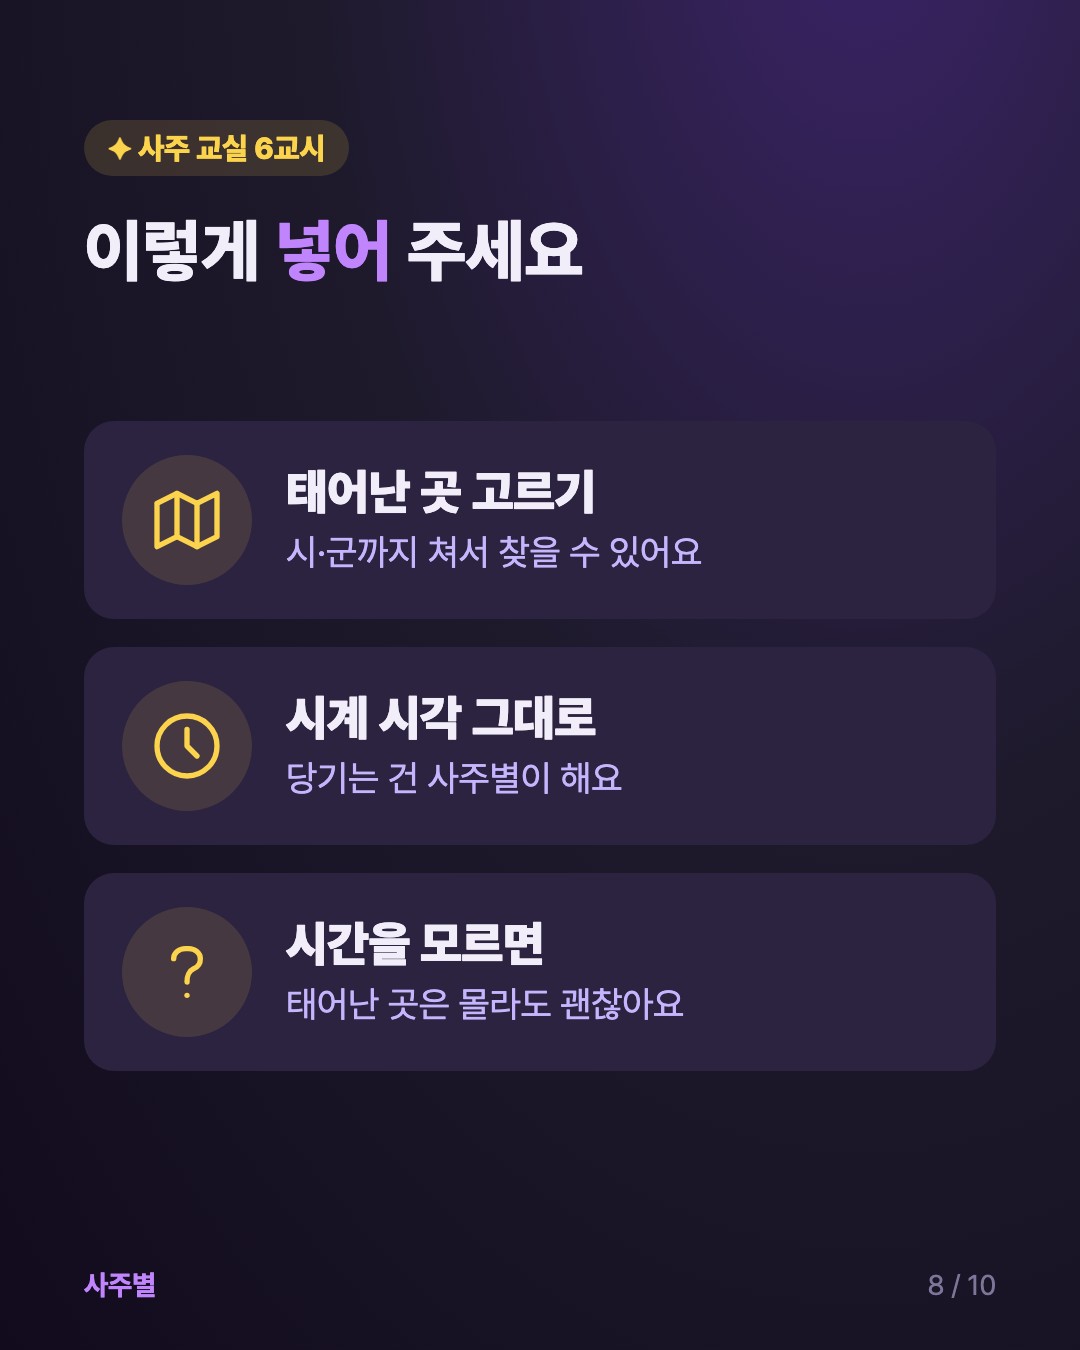 ✦ 사주 교실 6교시
이렇게 넣어 주세요
태어난 곳 고르기
시·군까지 쳐서 찾을 수 있어요
시계 시각 그대로
당기는 건 사주별이 해요
?
시간을 모르면
태어난 곳은 몰라도 괜찮아요
사주별
8 / 10